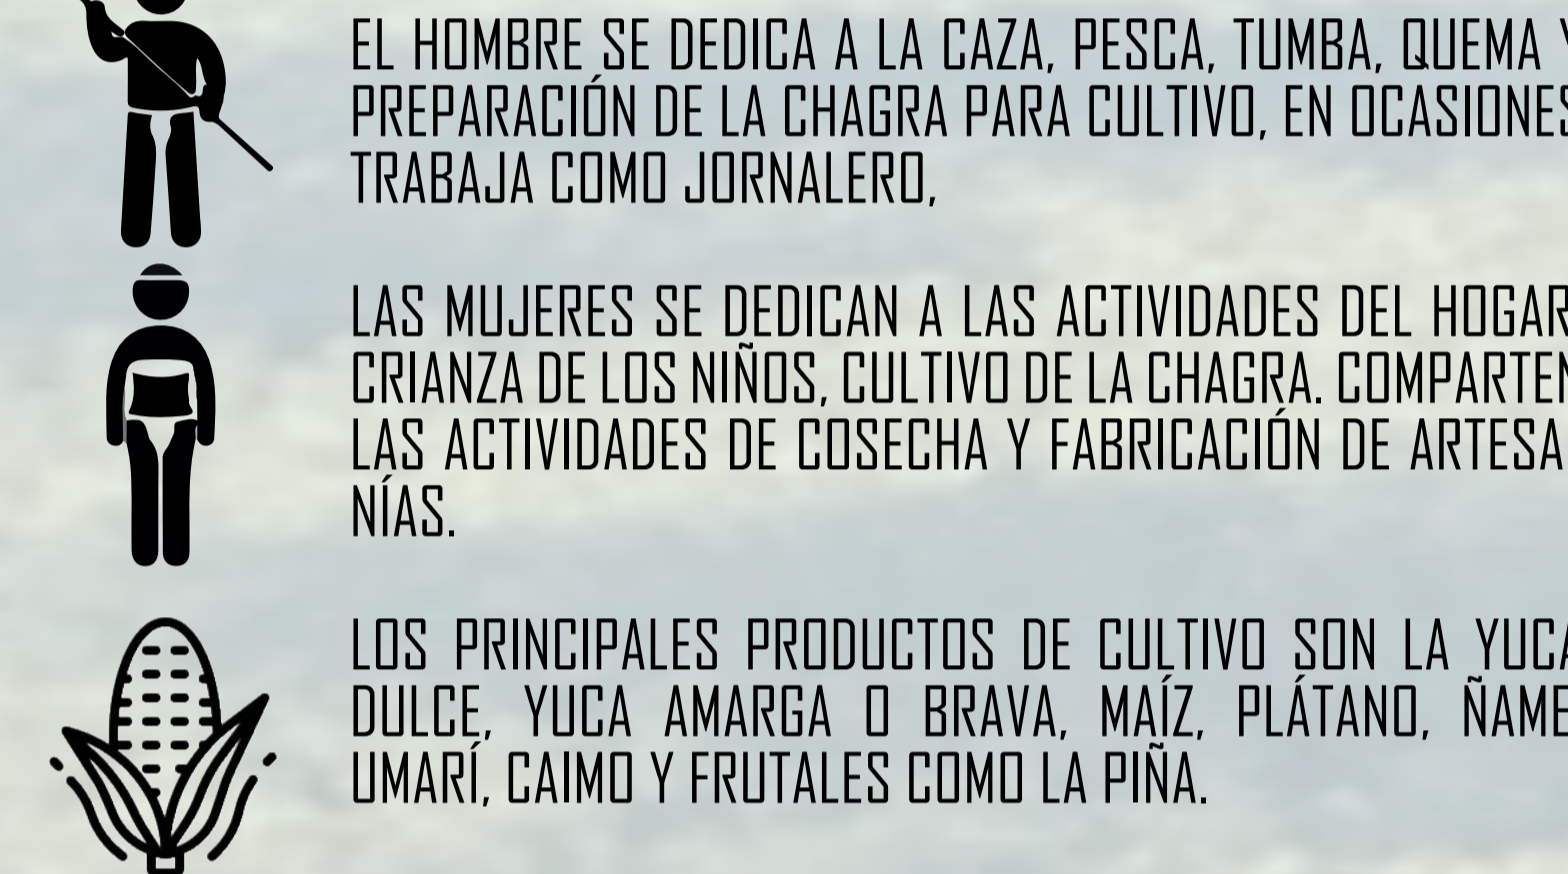 EL HOMBRE SE DEDICA A LA CAZA, PESCA, TUMBA, QUEMA Y
PREPARACIÓN DE LA CHAGRA PARA CULTIVO, EN OCASIONES
TRABAJA COMO JORNALERO,
LAS MUJERES SE DEDICAN A LAS ACTIVIDADES DEL HOGAR
CRIANZA DE LOS NIÑOS, CULTIVO DE LA CHAGRA. COMPARTEN
LAS ACTIVIDADES DE COSECHA Y FABRICACIÓN DE ARTESA
NÍAS.
LOS PRINCIPALES PRODUCTOS DE CULTIVO SON LA YUCA
DULCE, YUCA AMARGA O BRAVA, MAÍZ, PLÁTANO, ÑAME
UMARÍ, CAIMO Y FRUTALES COMO LA PIÑA.